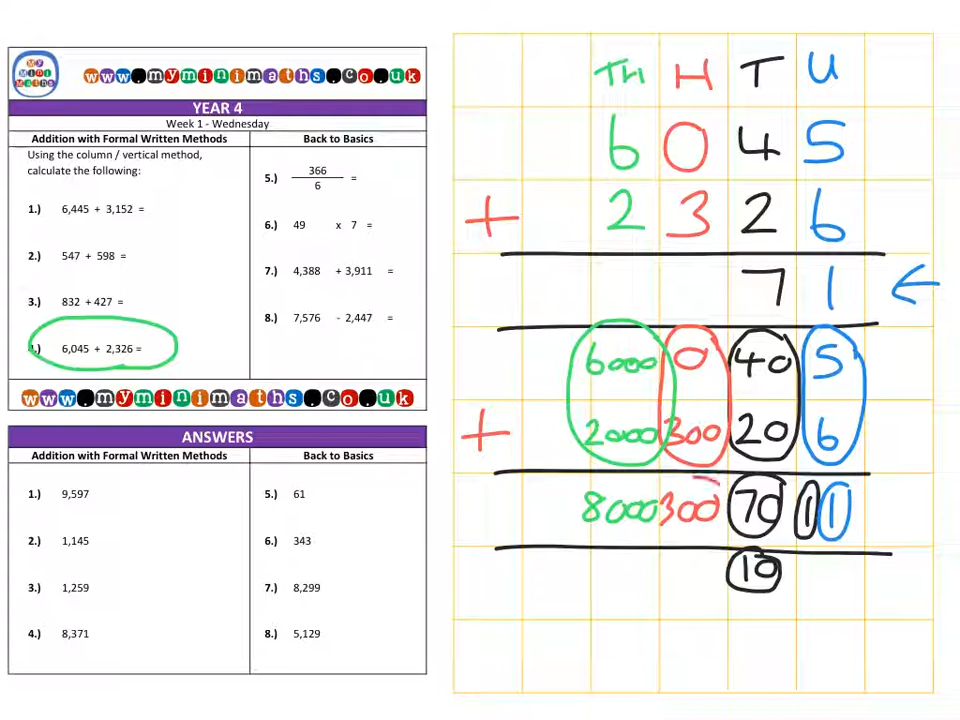 My
Mini
Maths
www.myminimaths.co.uk
YEAR 4
Week 1 - Wednesday
Addition with Formal Written Methods
Back to Basics
Using the column / vertical method,
calculate the following:
1.) 6,445 + 3,152 =
2.) 547 + 598 =
3.) 832 + 427 =
4.) 6,045 + 2,326 =
5.) 366
6 =
6.) 49 x 7 =
7.) 4,388 + 3,911 =
8.) 7,576 - 2,447 =
www.myminimaths.co.uk
ANSWERS
Addition with Formal Written Methods
Back to Basics
1.) 9,597
2.) 1,145
3.) 1,259
4.) 8,371
5.) 61
6.) 343
7.) 8,299
8.) 5,129
TH H T U
6 0 4 5
+ 2 3 2 6
7 1 ←
6000 0 40 5
+ 2000 300 20 6
8000 300 70 11
10